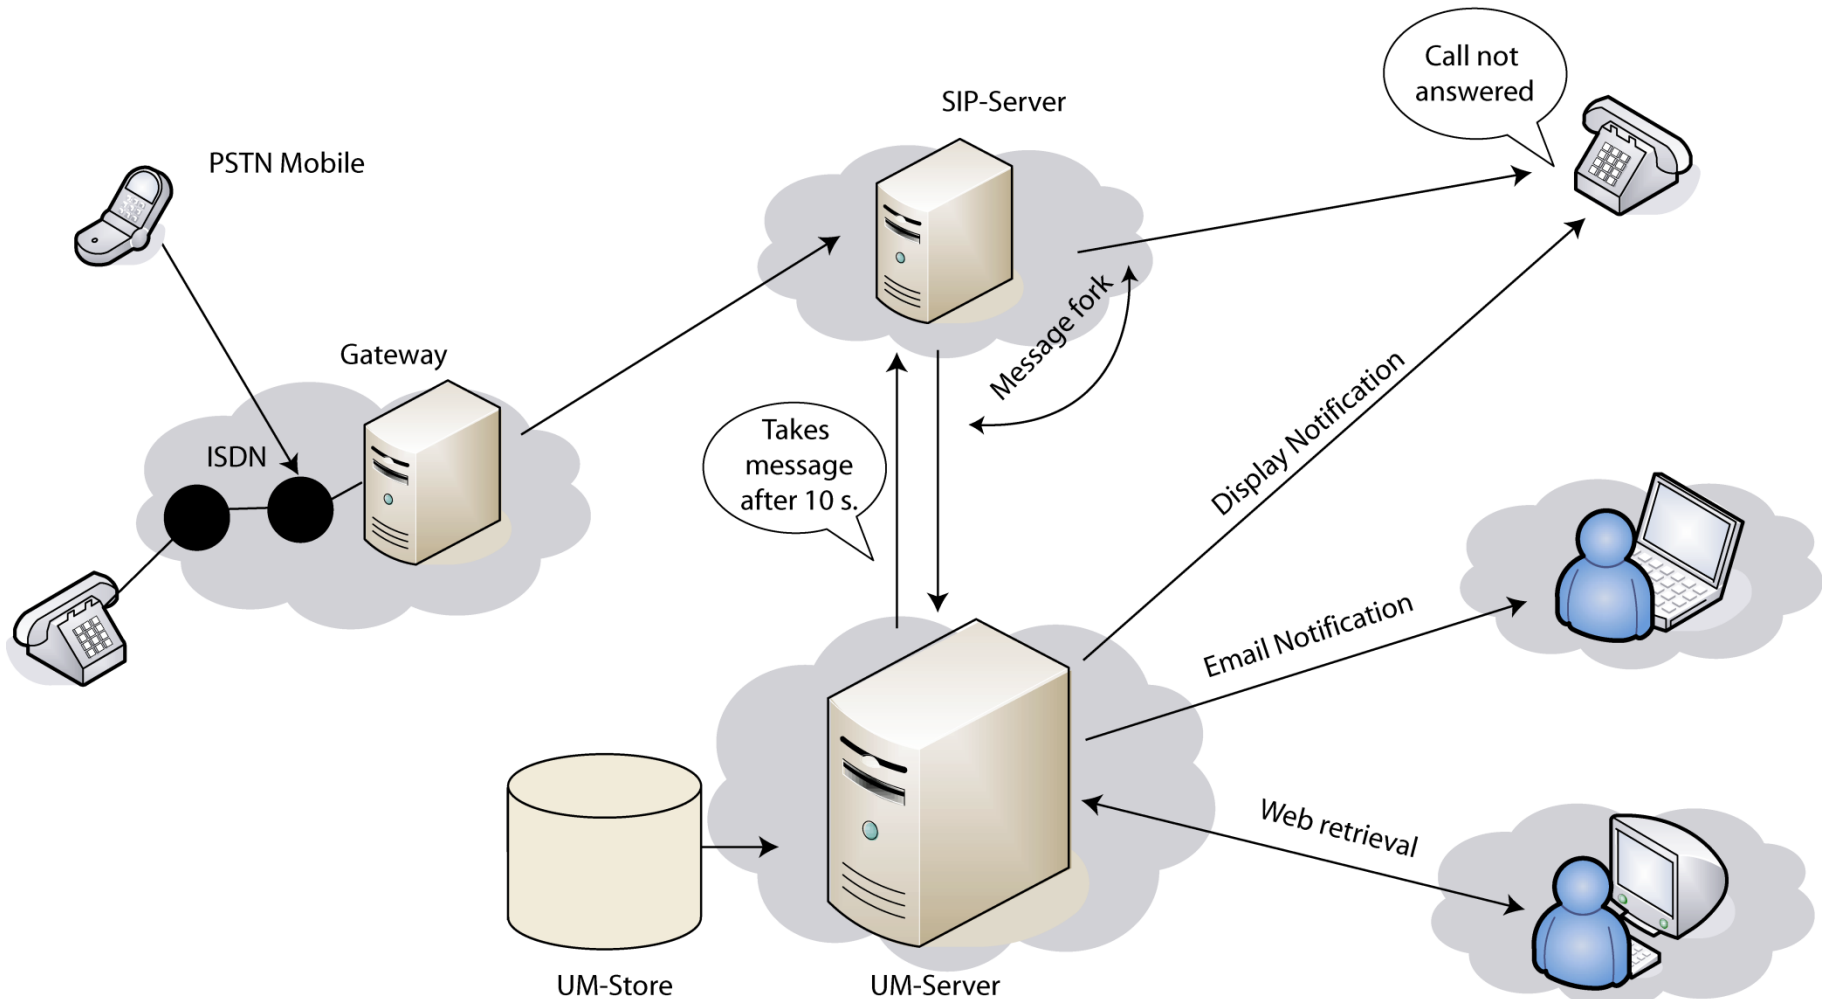 Call not
answered
SIP-Server
PSTN Mobile
Gateway
Message fork
ISDN
Takes
message
after 10 s.
Display Notification
Email Notification
Web retrieval
UM-Store
UM-Server